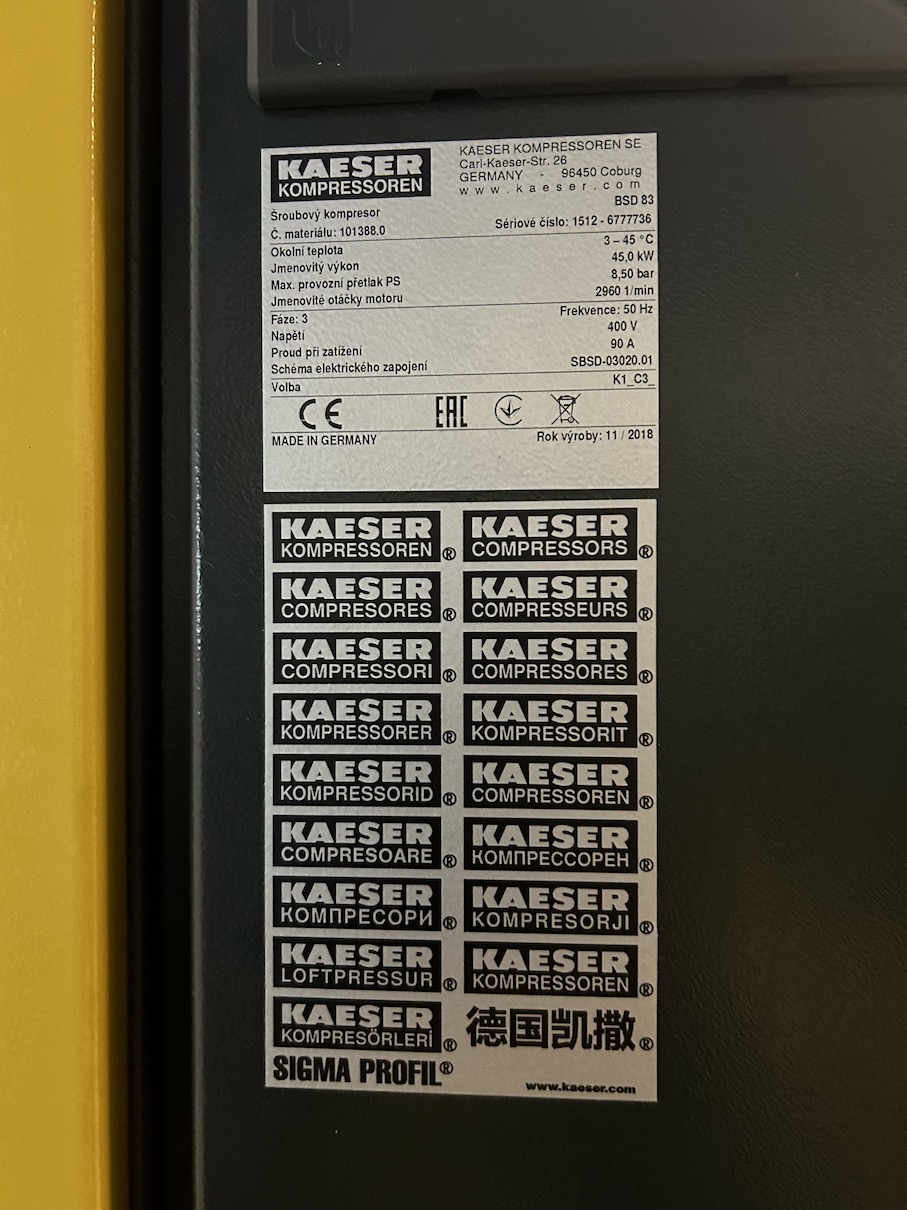 KAESER
KOMPRESSOREN
KAESER KOMPRESSOREN SE
Carl-Kaeser-Str. 26
GERMANY - 96450 Coburg
www.kaeser.com
BSD 83
Šroubový kompresor
Č. materiálu: 101388.0 Sériové číslo: 1512 - 6777736
Okolní teplota 3 – 45 °C
Jmenovitý výkon 45,0 kW
Max. provozní přetlak PS 8,50 bar
Jmenovité otáčky motoru 2960 1/min
Fáze: 3 Frekvence: 50 Hz
Napětí 400 V
Proud při zatížení 90 A
Schéma elektrického zapojení SBSD-03020.01
Volba K1_C3_
CE EAC
MADE IN GERMANY Rok výroby: 11 / 2018
KAESER KAESER
KOMPRESSOREN® COMPRESSORS®
KAESER KAESER
COMPRESORES® COMPRESSEURS®
KAESER KAESER
COMPRESSORI® COMPRESSORES®
KAESER KAESER
KOMPRESSORER® KOMPRESSORIT®
KAESER KAESER
KOMPRESSORID® COMPRESSOREN®
KAESER KAESER
COMPRESOARE® КОМПРЕССОРЕН®
KAESER KAESER
КОМПРЕСОРИ® KOMPRESORJI®
KAESER KAESER
LOFTPRESSUR® KOMPRESSOREN®
KAESER
KOMPRESÖRLERİ® 德国凯撒®
SIGMA PROFIL®
www.kaeser.com